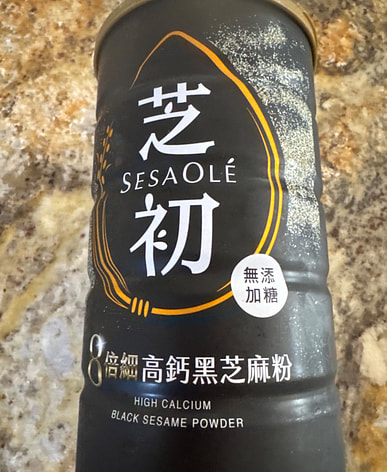 芝
SESAOLÉ
初
無添
加糖
8倍細高鈣黑芝麻粉
HIGH CALCIUM
BLACK SESAME POWDER